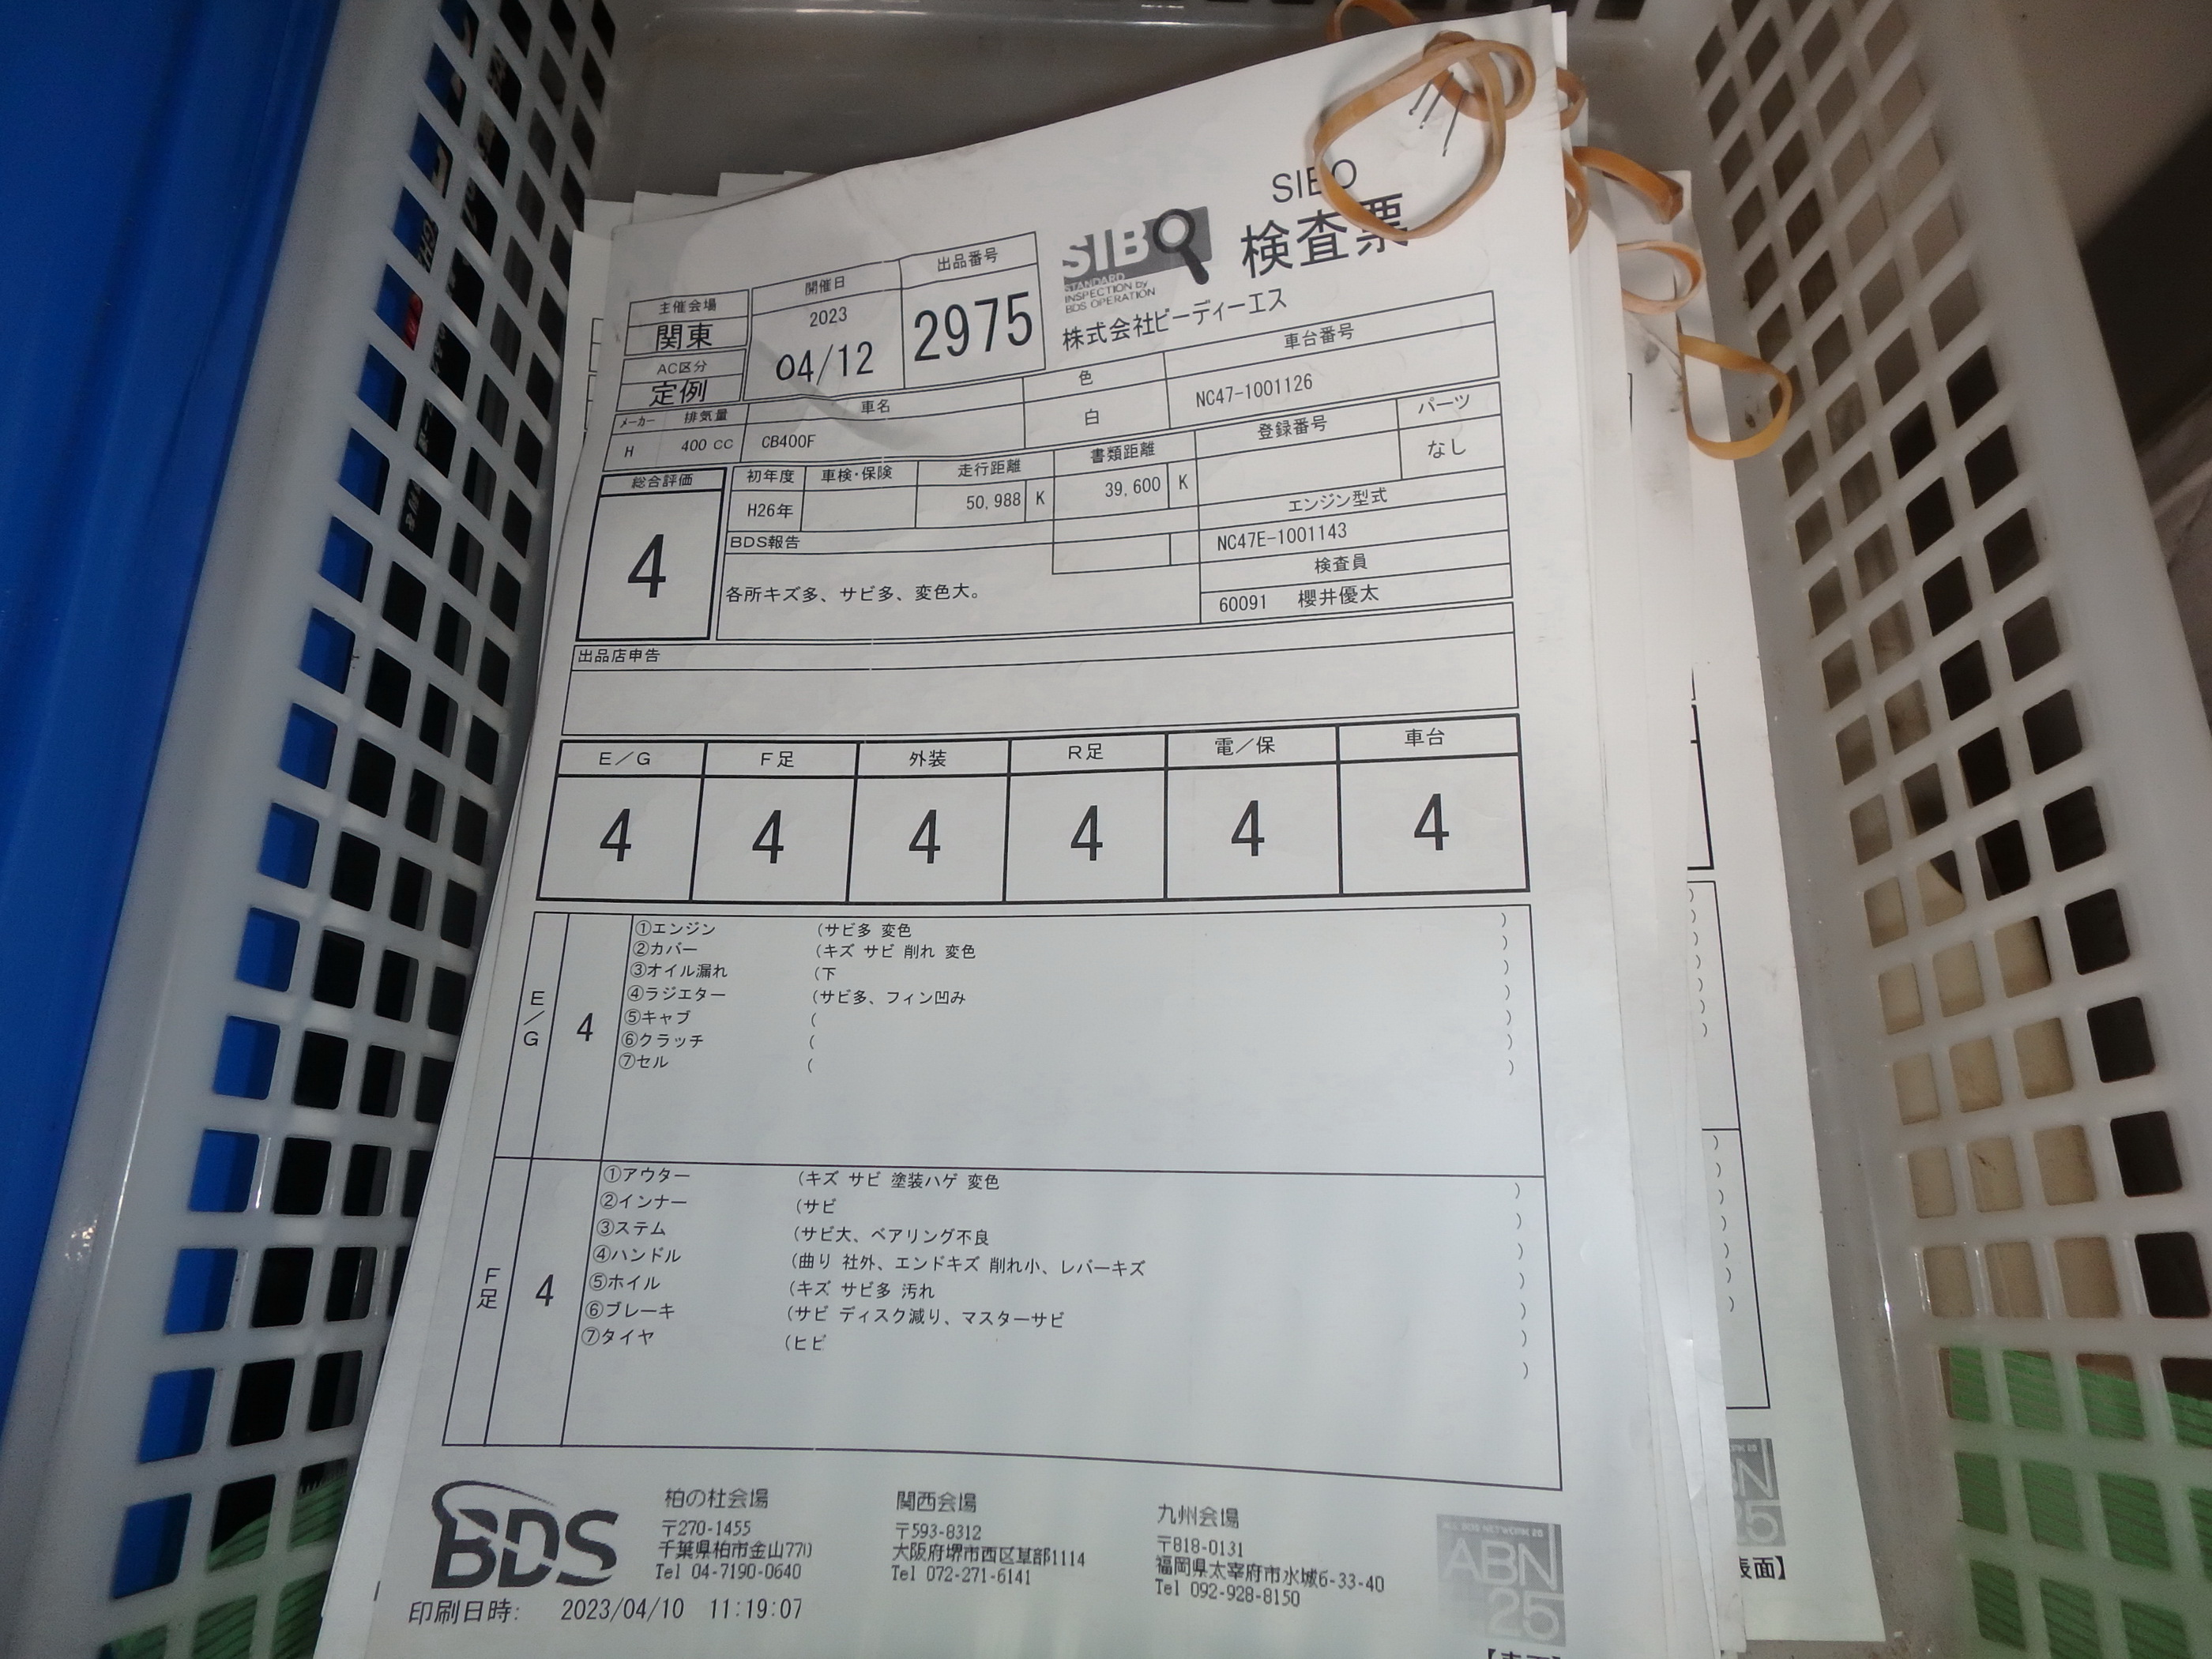 SIBO
検査票
SIBO
STANDARD
INSPECTION by
BDS OPERATION
株式会社ビーディーエス
主催会場
関東
AC区分
定例
開催日
2023
04/12
出品番号
2975
メーカー 排気量 車名 色 車台番号
H 400 CC CB400F 白 NC47-1001126
総合評価
4
初年度 車検・保険 走行距離 書類距離 登録番号 パーツ
H26年 50,988 K 39,600 K なし
エンジン型式
NC47E-1001143
検査員
60091 櫻井優太
BDS報告
各所キズ多、サビ多、変色大。
出品店申告
E/G F足 外装 R足 電/保 車台
4 4 4 4 4 4
E/G
4
①エンジン (サビ多 変色 )
②カバー (キズ サビ 削れ 変色 )
③オイル漏れ (下 )
④ラジエター (サビ多、フィン凹み )
⑤キャブ ( )
⑥クラッチ ( )
⑦セル ( )
F足
4
①アウター (キズ サビ 塗装ハゲ 変色 )
②インナー (サビ )
③ステム (サビ大、ベアリング不良 )
④ハンドル (曲り 社外、エンドキズ 削れ小、レバーキズ )
⑤ホイル (キズ サビ多 汚れ )
⑥ブレーキ (サビ ディスク減り、マスターサビ )
⑦タイヤ (ヒビ )
BDS
柏の杜会場
〒270-1455
千葉県柏市金山770
Tel 04-7190-0640
関西会場
〒593-8312
大阪府堺市西区草部1114
Tel 072-271-6141
九州会場
〒818-0131
福岡県太宰府市水城6-33-40
Tel 092-928-8150
ALL BDS NETWORK 25
ABN
25
印刷日時: 2023/04/10 11:19:07
BN
25
表面】